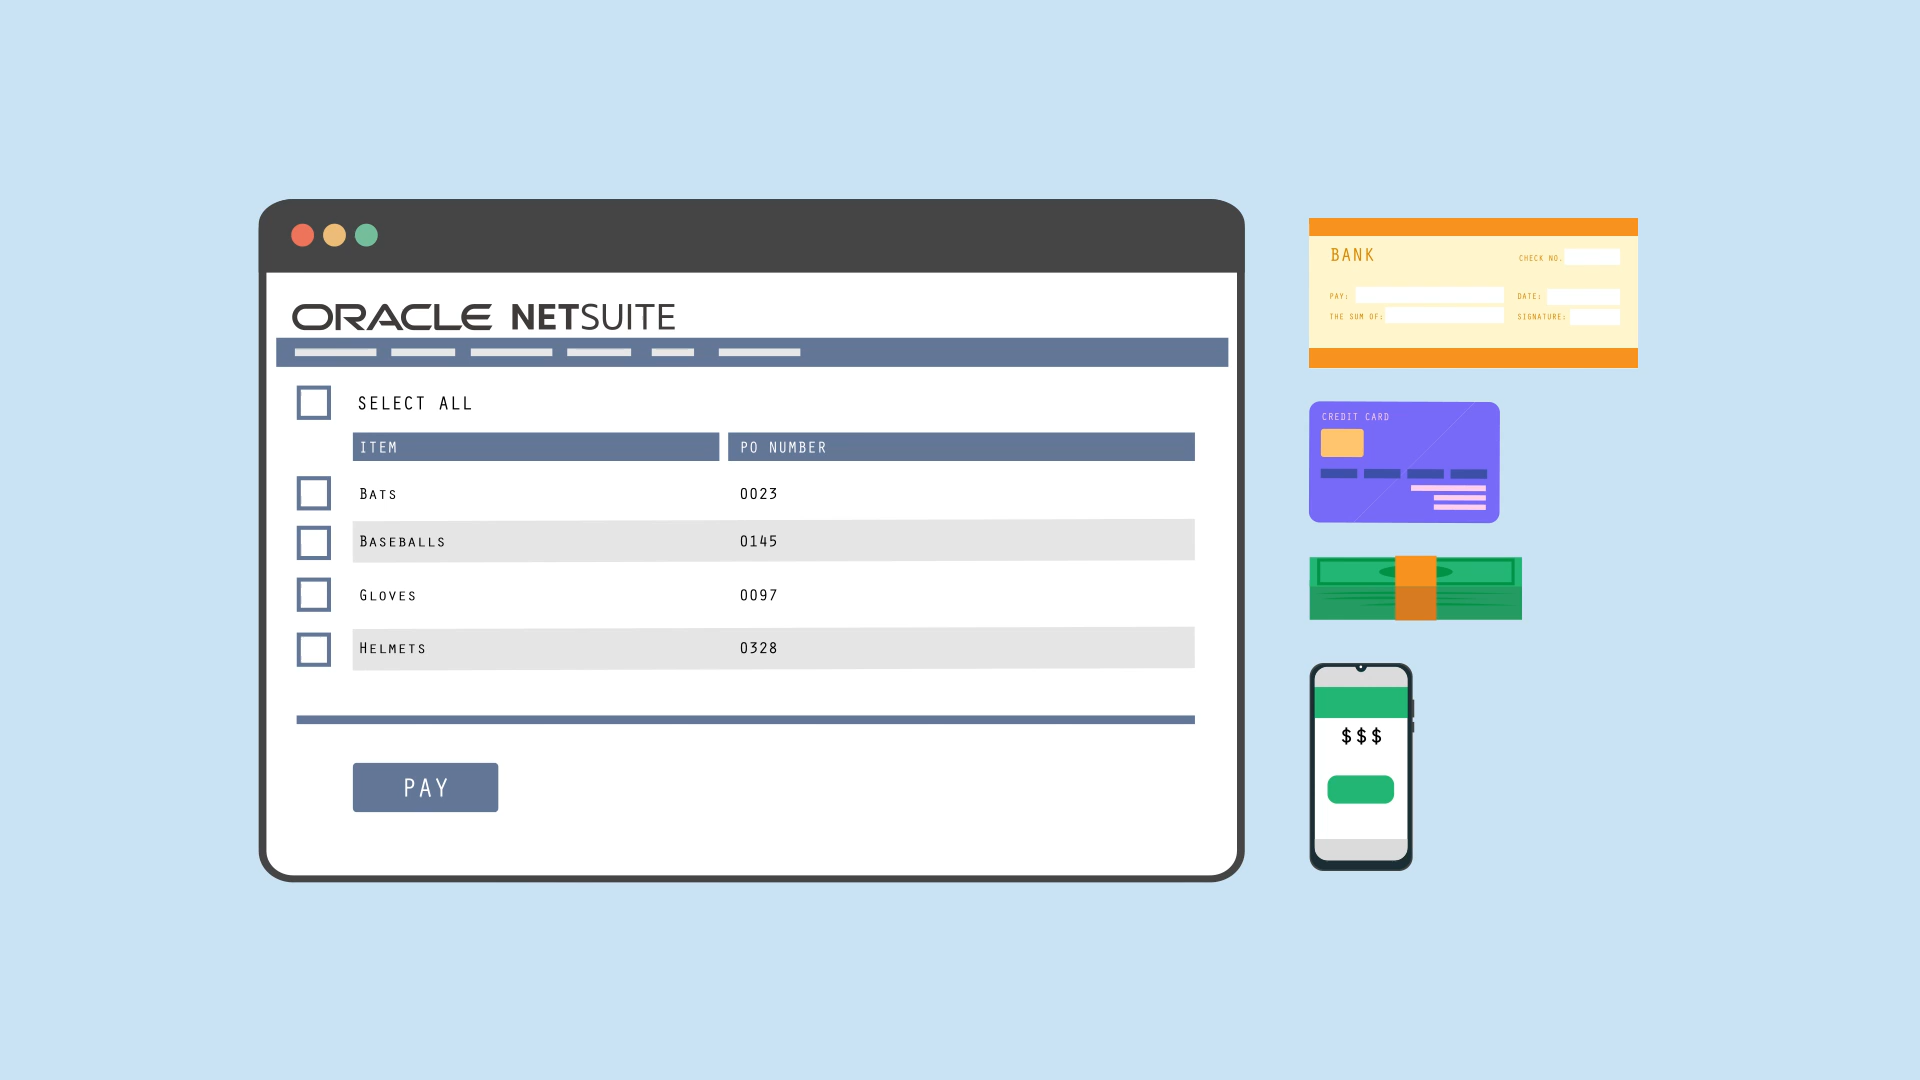 ORACLE NETSUITE
SELECT ALL
ITEM PO NUMBER
BATS 0023
BASEBALLS 0145
GLOVES 0097
HELMETS 0328
PAY
BANK
CHECK NO.
PAY: DATE:
THE SUM OF: SIGNATURE:
CREDIT CARD
$$$